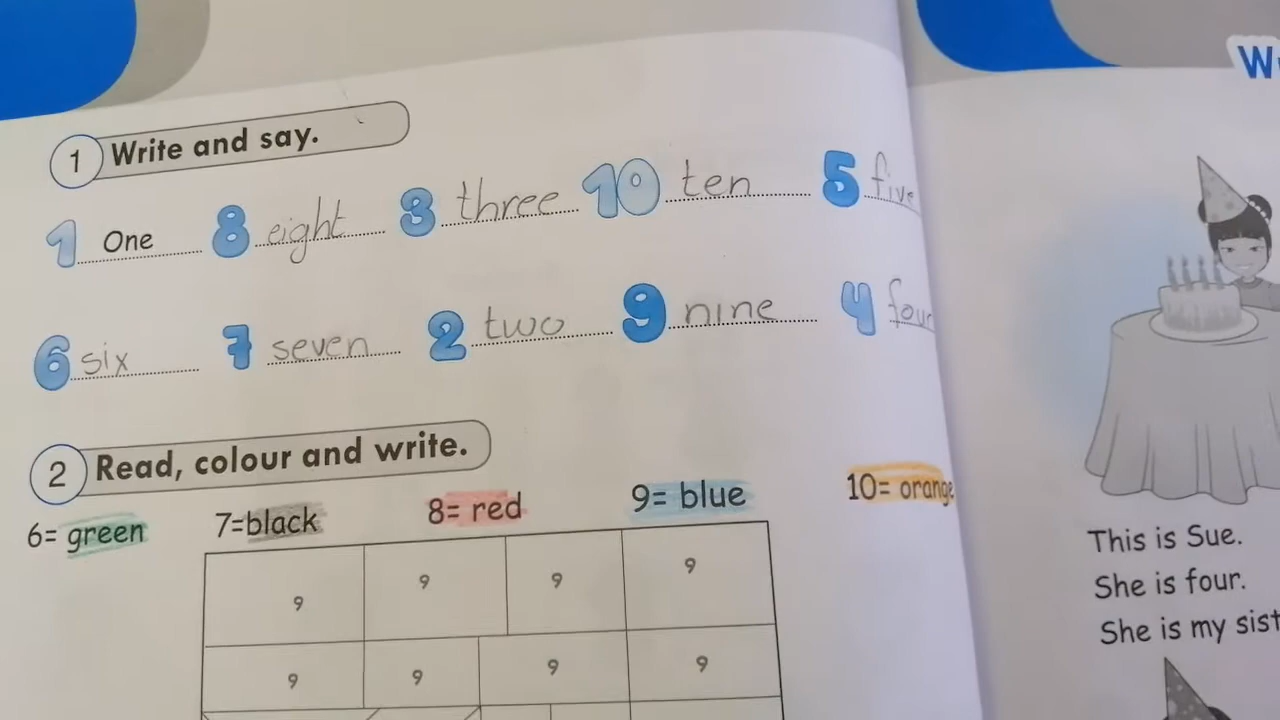 1 Write and say.
1 One 8 eight 3 three 10 ten 5 five
6 six 7 seven 2 two 9 nine 4 four
2 Read, colour and write.
6= green 7=black 8= red 9= blue 10= orange
9 9 9 9
9 9 9 9
This is Sue.
She is four.
She is my